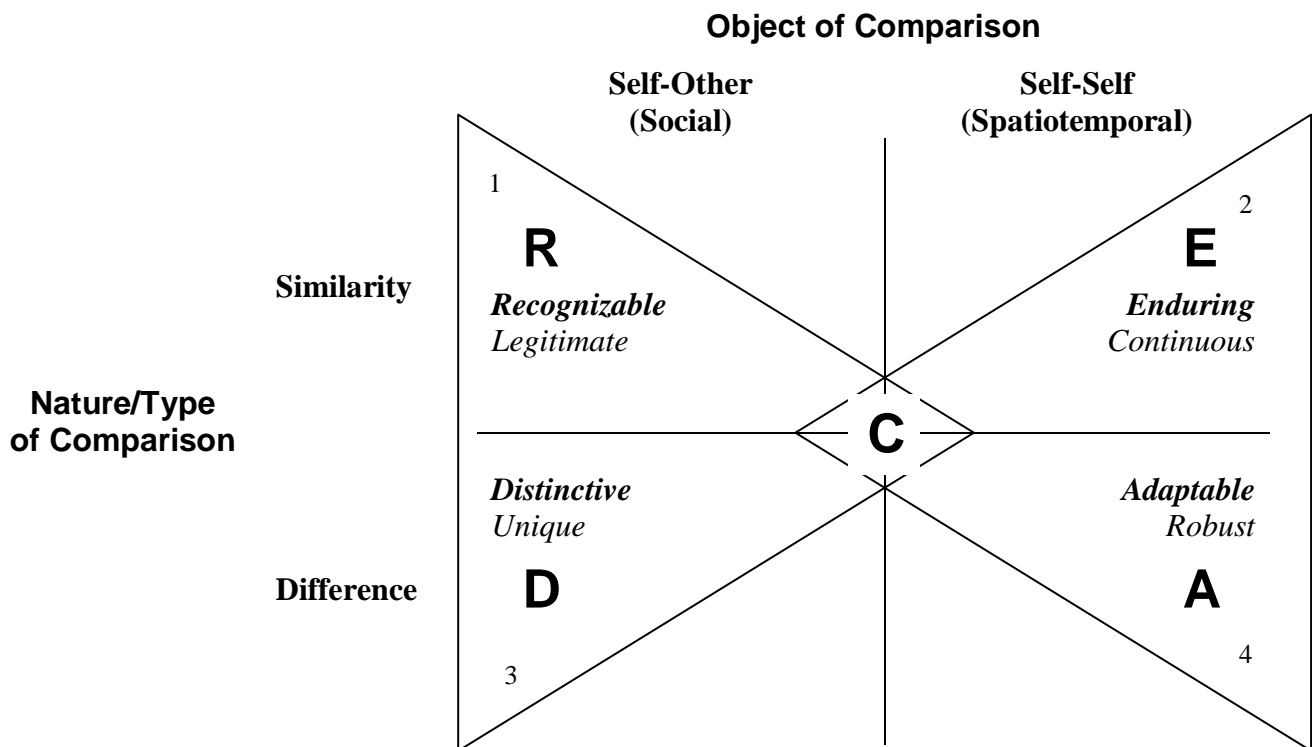 Object of Comparison
Self-Other
(Social)
Self-Self
(Spatiotemporal)
1
2
R
E
Similarity
Recognizable
Legitimate
Enduring
Continuous
Nature/Type
of Comparison
C
Distinctive
Unique
Adaptable
Robust
Difference
D
A
3
4